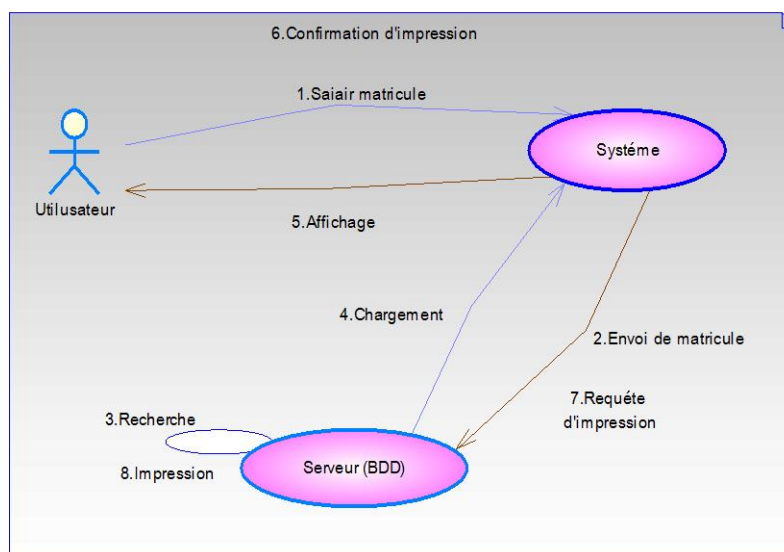 6.Confirmation d'impression
1.Saiair matricule
Systéme
Utilusateur
5.Affichage
4.Chargement
2.Envoi de matricule
7.Requéte
d'impression
3.Recherche
Serveur (BDD)
8.Impression